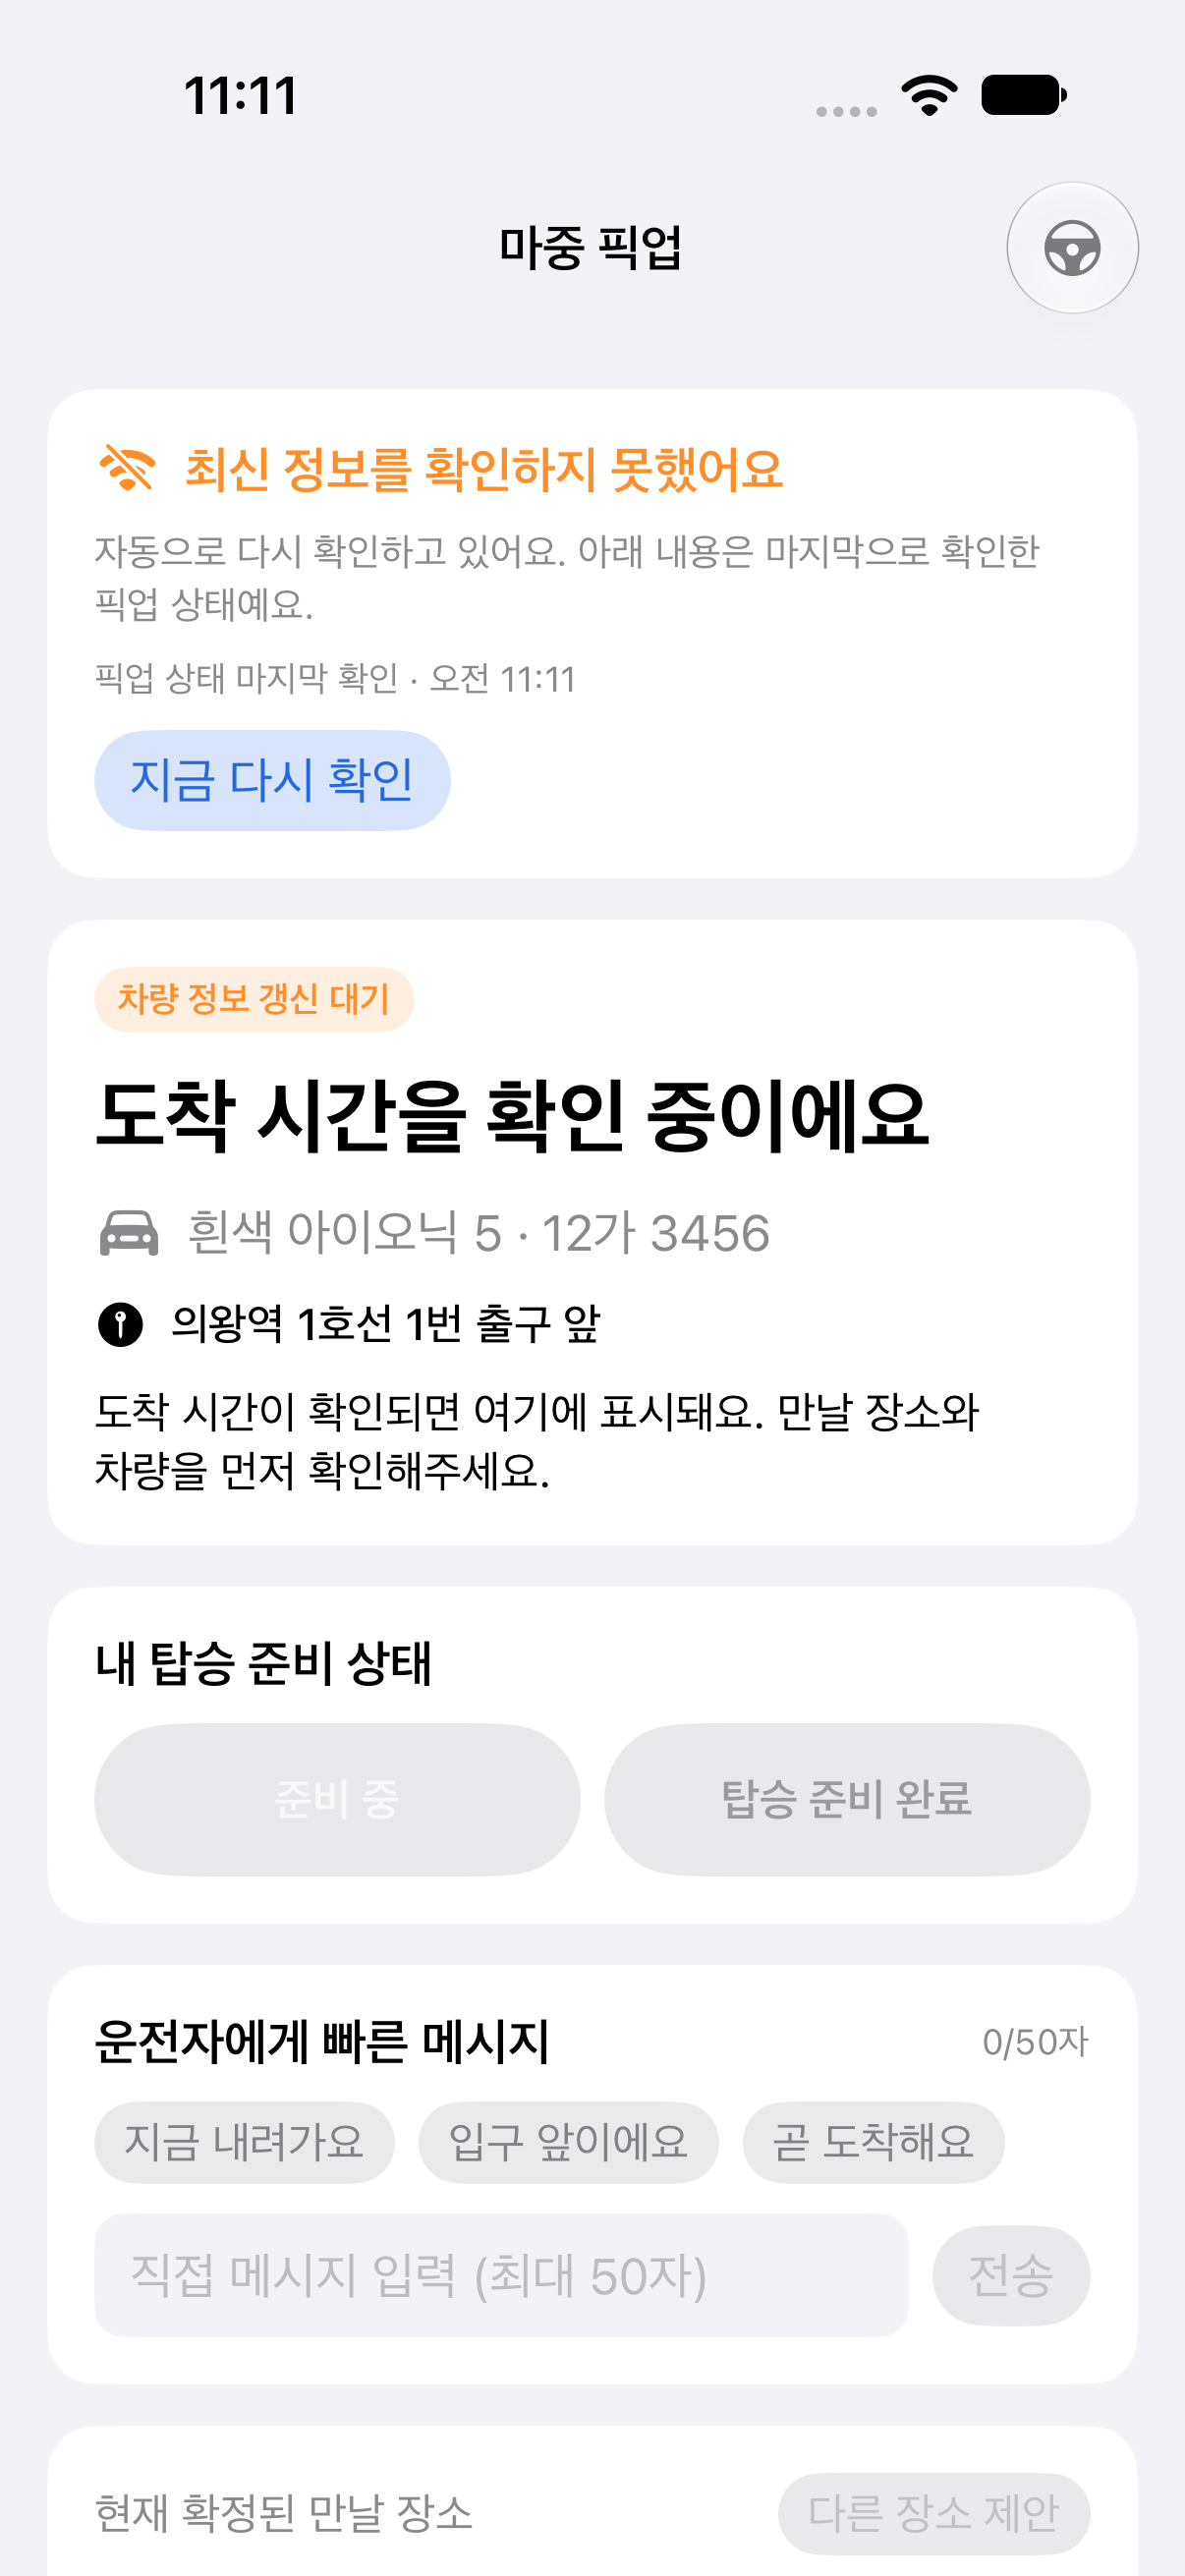 11:11
마중 픽업
최신 정보를 확인하지 못했어요
자동으로 다시 확인하고 있어요. 아래 내용은 마지막으로 확인한
픽업 상태예요.
픽업 상태 마지막 확인 · 오전 11:11
지금 다시 확인
차량 정보 갱신 대기
도착 시간을 확인 중이에요
흰색 아이오닉 5 · 12가 3456
의왕역 1호선 1번 출구 앞
도착 시간이 확인되면 여기에 표시돼요. 만날 장소와
차량을 먼저 확인해주세요.
내 탑승 준비 상태
준비 중
탑승 준비 완료
운전자에게 빠른 메시지
0/50자
지금 내려가요
입구 앞이에요
곧 도착해요
직접 메시지 입력 (최대 50자)
전송
현재 확정된 만날 장소
다른 장소 제안